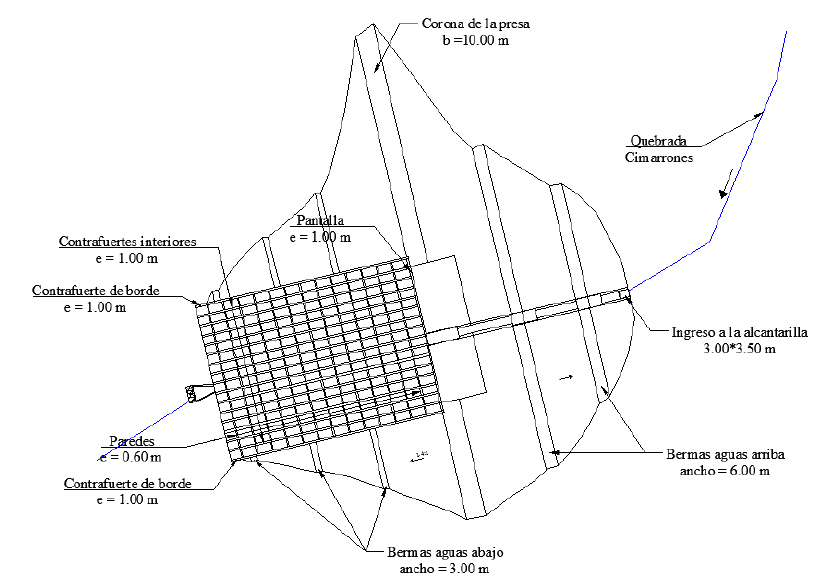 Corona de la presa
b =10.00 m
Quebrada
Cimarrones
Pantalla
e = 1.00 m
Contrafuertes interiores
e = 1.00 m
Contrafuerte de borde
e = 1.00 m
Ingreso a la alcantarilla
3.00*3.50 m
Paredes
e = 0.60 m
Bermas aguas arriba
ancho = 6.00 m
Contrafuerte de borde
e = 1.00 m
Bermas aguas abajo
ancho = 3.00 m